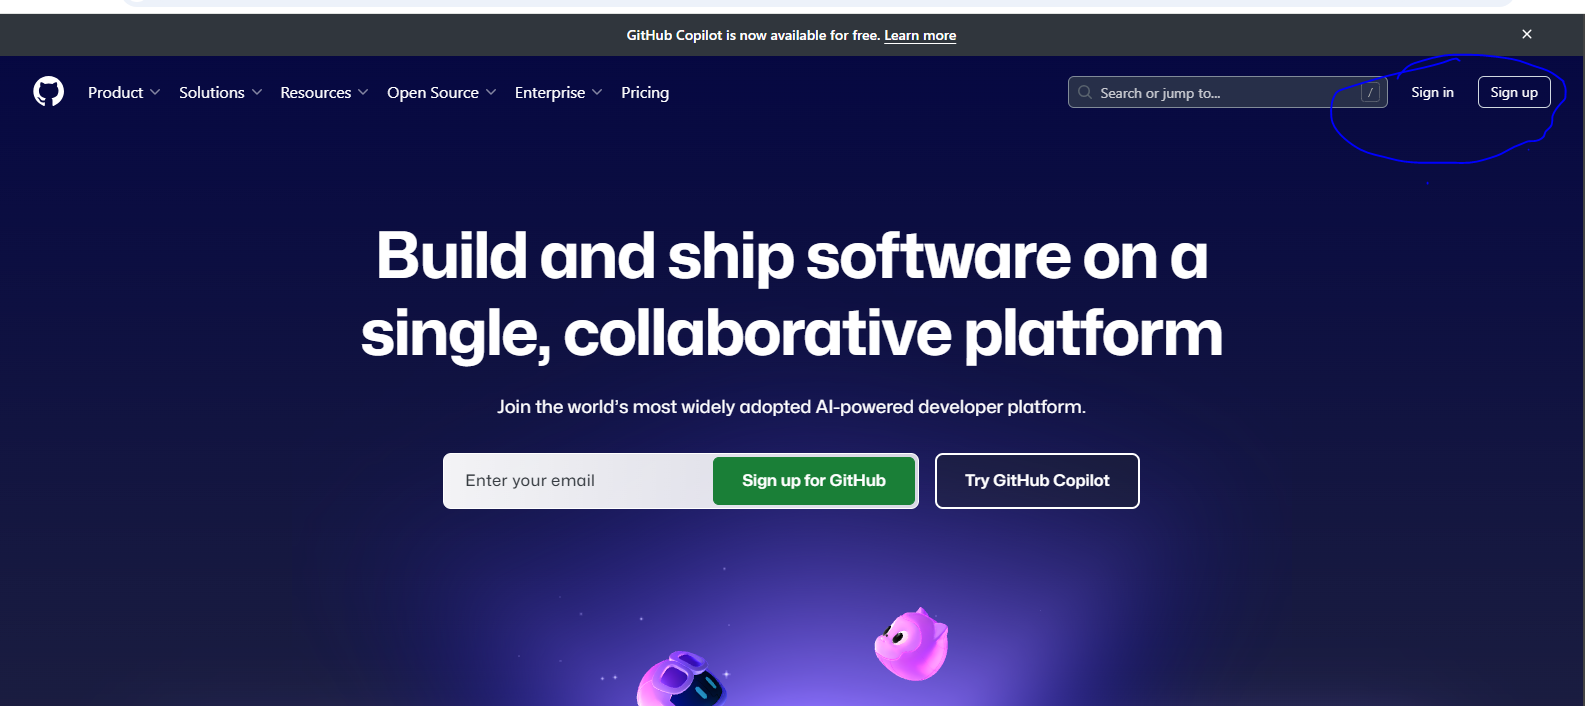 GitHub Copilot is now available for free. Learn more
Product Solutions Resources Open Source Enterprise Pricing Search or jump to... / Sign in Sign up
Build and ship software on a
single, collaborative platform
Join the world’s most widely adopted AI-powered developer platform.
Enter your email Sign up for GitHub Try GitHub Copilot